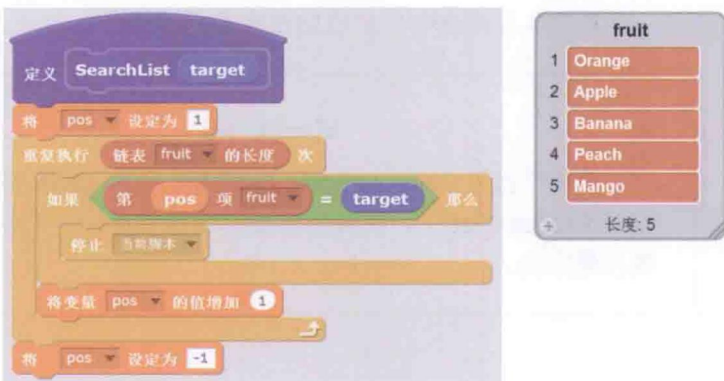 定义 SearchList target
将 pos 设定为 1
重复执行 链表 fruit 的长度 次
如果 第 pos 项 fruit = target 那么
停止 当前脚本
将变量 pos 的值增加 1
将 pos 设定为 -1
fruit
1 Orange
2 Apple
3 Banana
4 Peach
5 Mango
+ 长度: 5